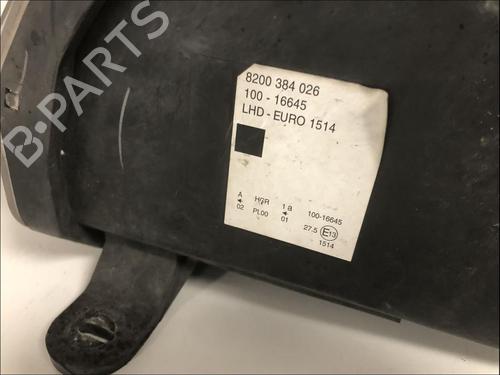 B-PARTS
8200 384 026
100 - 16645
LHD - EURO 1514
A HCR 1 a 100-16645
02 PL00 01 27.5 E13
1514